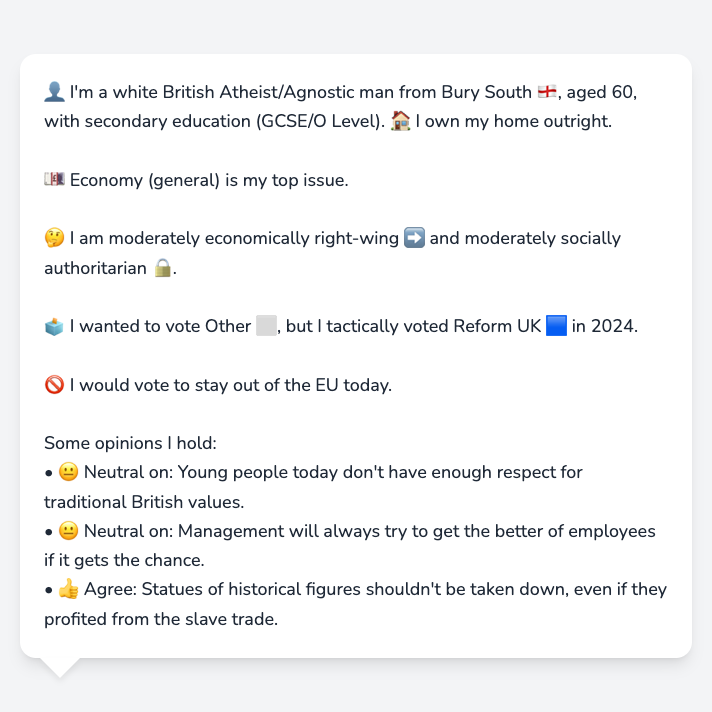 👤 I'm a white British Atheist/Agnostic man from Bury South 🏴󠁧󠁢󠁥󠁮󠁧󠁿, aged 60,
with secondary education (GCSE/O Level). 🏠 I own my home outright.
💷 Economy (general) is my top issue.
🤔 I am moderately economically right-wing ➡️ and moderately socially
authoritarian 🔒.
🗳️ I wanted to vote Other ⬜, but I tactically voted Reform UK 🟦 in 2024.
🚫 I would vote to stay out of the EU today.
Some opinions I hold:
• 😐 Neutral on: Young people today don't have enough respect for
traditional British values.
• 😐 Neutral on: Management will always try to get the better of employees
if it gets the chance.
• 👍 Agree: Statues of historical figures shouldn't be taken down, even if they
profited from the slave trade.